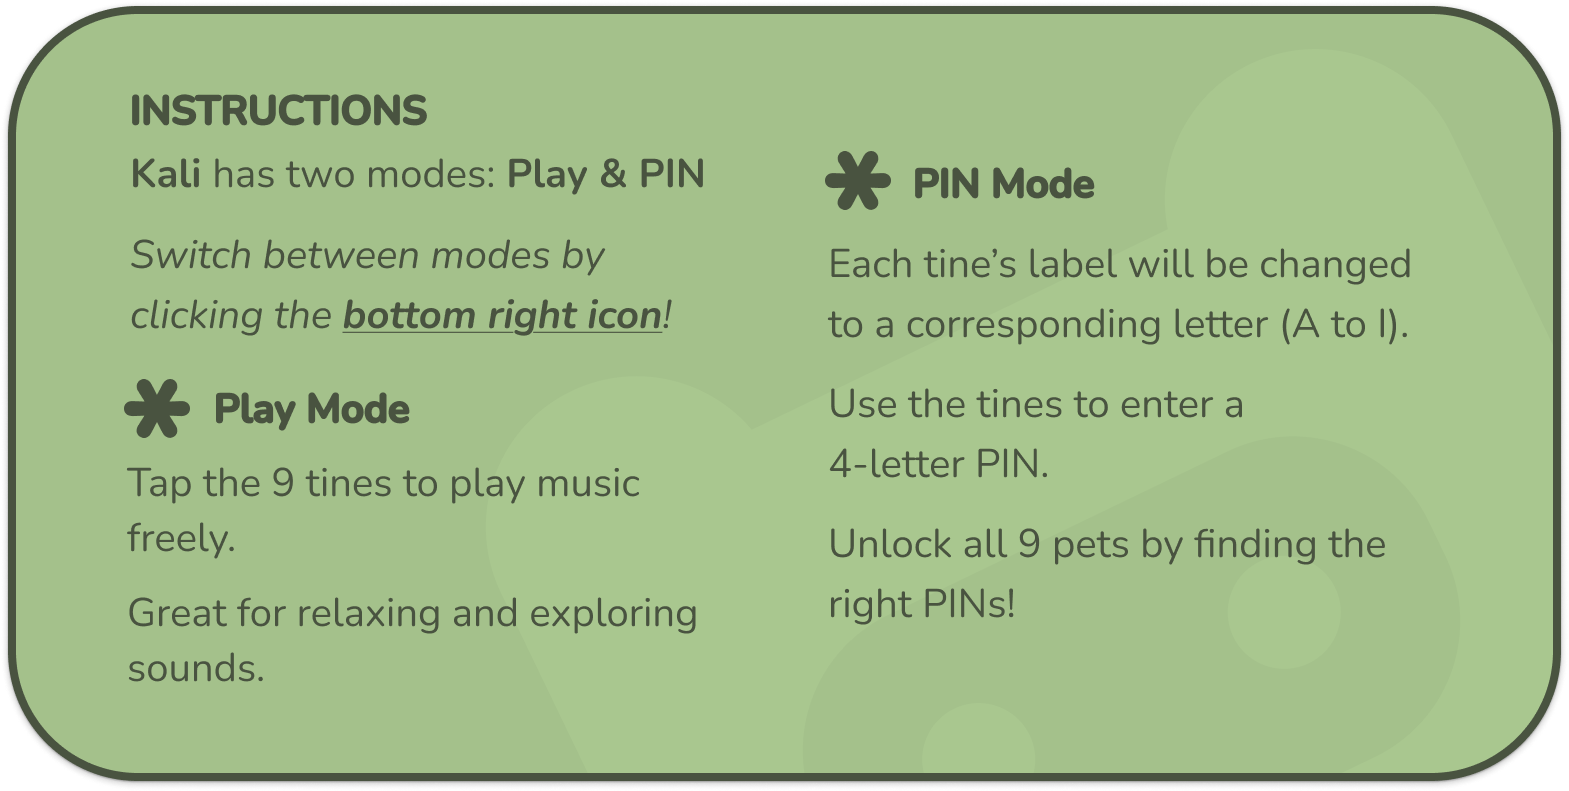 INSTRUCTIONS
Kali has two modes: Play & PIN
Switch between modes by
clicking the bottom right icon!
Play Mode
Tap the 9 tines to play music
freely.
Great for relaxing and exploring
sounds.
PIN Mode
Each tine’s label will be changed
to a corresponding letter (A to I).
Use the tines to enter a
4-letter PIN.
Unlock all 9 pets by finding the
right PINs!